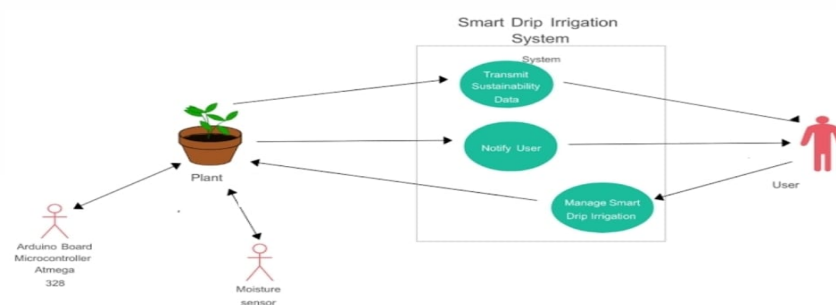 Smart Drip Irrigation
System
System
Transmit
Sustainability
Data
Notify User
Plant
User
Manage Smart
Drip Irrigation
Arduino Board
Microcontroller
Atmega
328
Moisture
sensor